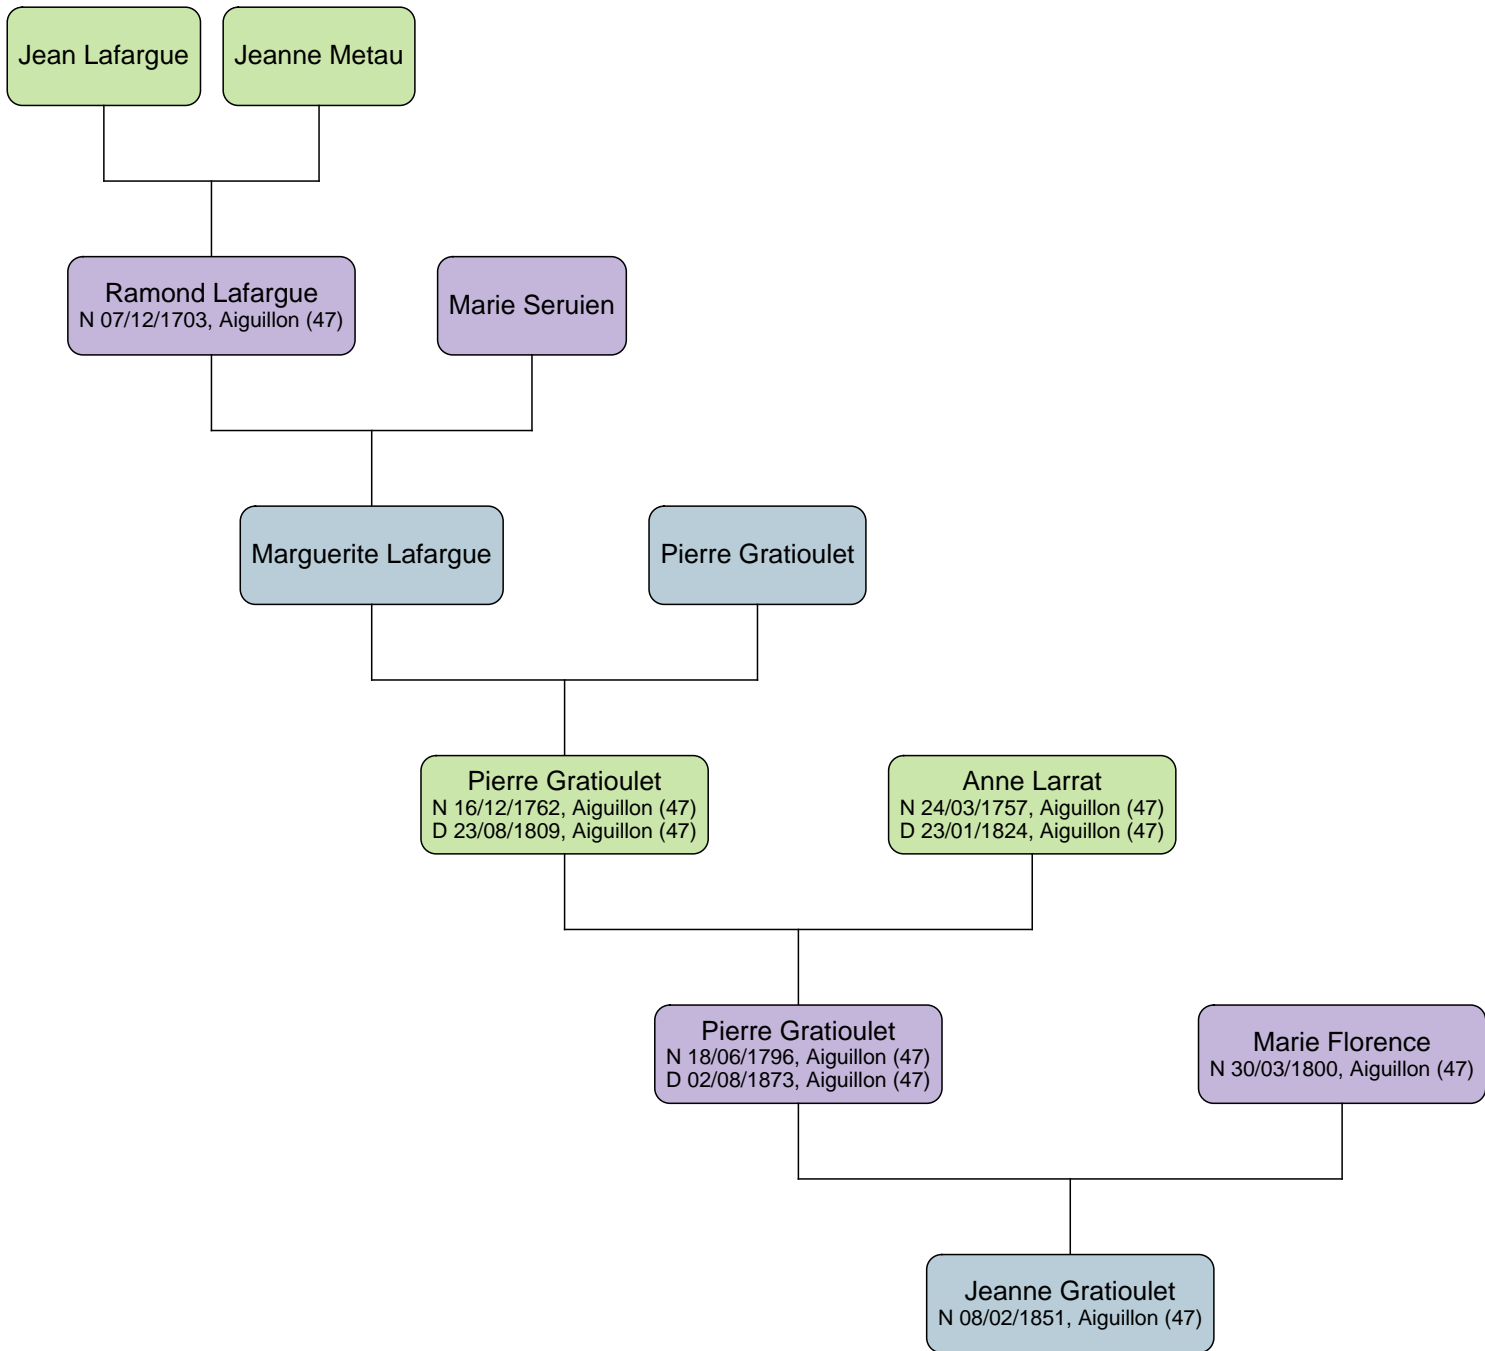 Jean Lafargue
Jeanne Metau
Ramond Lafargue
N 07/12/1703, Aiguillon (47)
Marie Seruien
Marguerite Lafargue
Pierre Gratioulet
Pierre Gratioulet
N 16/12/1762, Aiguillon (47)
D 23/08/1809, Aiguillon (47)
Anne Larrat
N 24/03/1757, Aiguillon (47)
D 23/01/1824, Aiguillon (47)
Pierre Gratioulet
N 18/06/1796, Aiguillon (47)
D 02/08/1873, Aiguillon (47)
Marie Florence
N 30/03/1800, Aiguillon (47)
Jeanne Gratioulet
N 08/02/1851, Aiguillon (47)